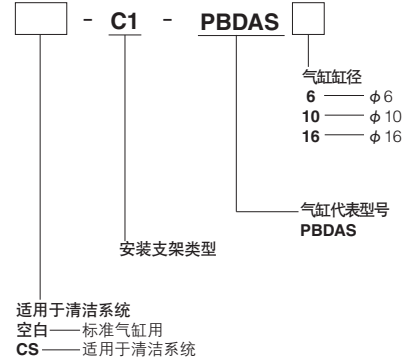 - C1 - PBDAS
气缸缸径
6 —— φ6
10 —— φ10
16 —— φ16
气缸代表型号
PBDAS
安装支架类型
适用于清洁系统
空白——标准气缸用
CS——适用于清洁系统